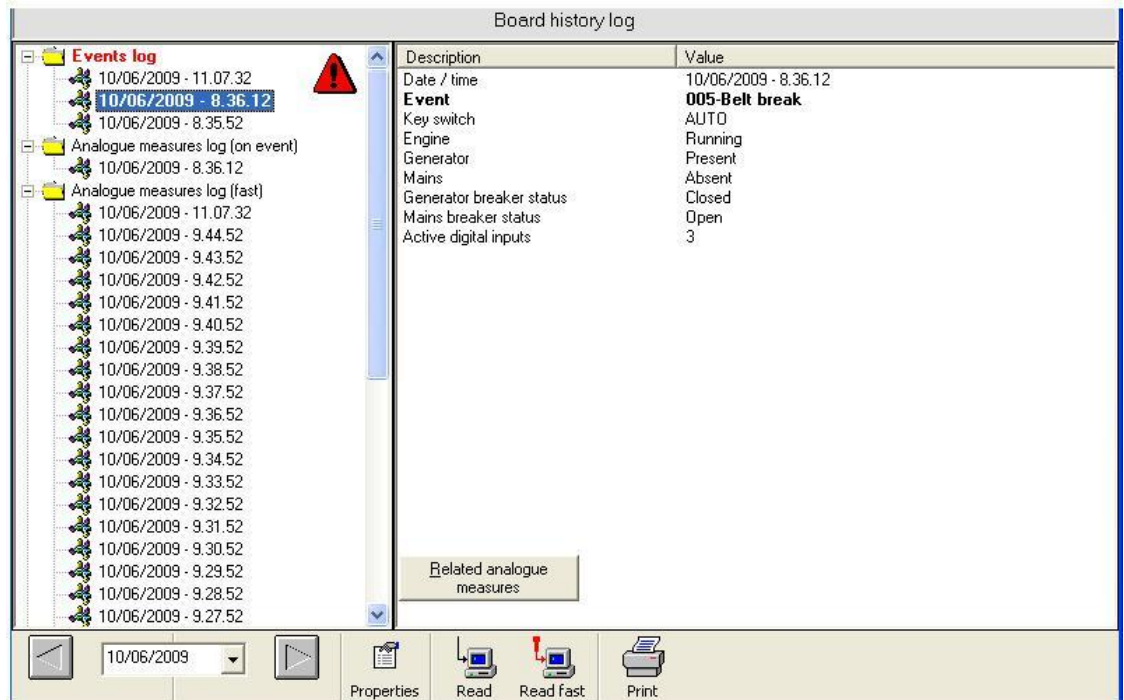 Board history log
Events log
10/06/2009 - 11.07.32
10/06/2009 - 8.36.12
10/06/2009 - 8.35.52
Analogue measures log (on event)
10/06/2009 - 8.36.12
Analogue measures log (fast)
10/06/2009 - 11.07.32
10/06/2009 - 9.44.52
10/06/2009 - 9.43.52
10/06/2009 - 9.42.52
10/06/2009 - 9.41.52
10/06/2009 - 9.40.52
10/06/2009 - 9.39.52
10/06/2009 - 9.38.52
10/06/2009 - 9.37.52
10/06/2009 - 9.36.52
10/06/2009 - 9.35.52
10/06/2009 - 9.34.52
10/06/2009 - 9.33.52
10/06/2009 - 9.32.52
10/06/2009 - 9.31.52
10/06/2009 - 9.30.52
10/06/2009 - 9.29.52
10/06/2009 - 9.28.52
10/06/2009 - 9.27.52
Description Value
Date / time 10/06/2009 - 8.36.12
Event 005-Belt break
Key switch AUTO
Engine Running
Generator Present
Mains Absent
Generator breaker status Closed
Mains breaker status Open
Active digital inputs 3
Related analogue
measures
10/06/2009
Properties Read Read fast Print